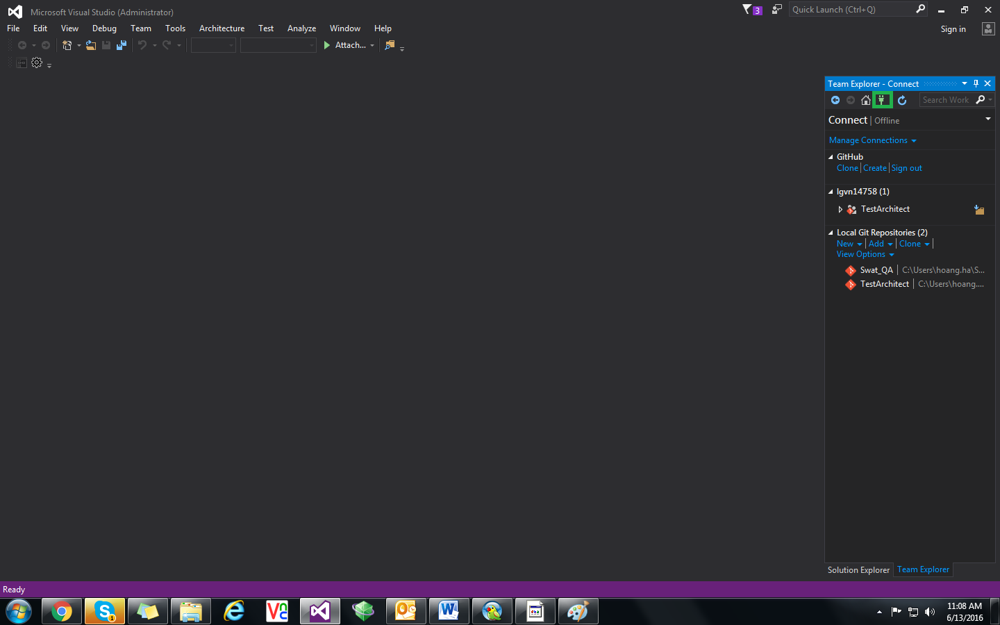 Microsoft Visual Studio (Administrator)
3
Quick Launch (Ctrl+Q)
File Edit View Debug Team Tools Architecture Test Analyze Window Help
Sign in
Attach...
Team Explorer - Connect
Search Work
Connect | Offline
Manage Connections
GitHub
Clone Create Sign out
lgvn14758 (1)
TestArchitect
Local Git Repositories (2)
New Add Clone
View Options
Swat_QA C:\Users\hoang.ha\S...
TestArchitect C:\Users\hoang....
Solution Explorer Team Explorer
Ready
11:08 AM
6/13/2016